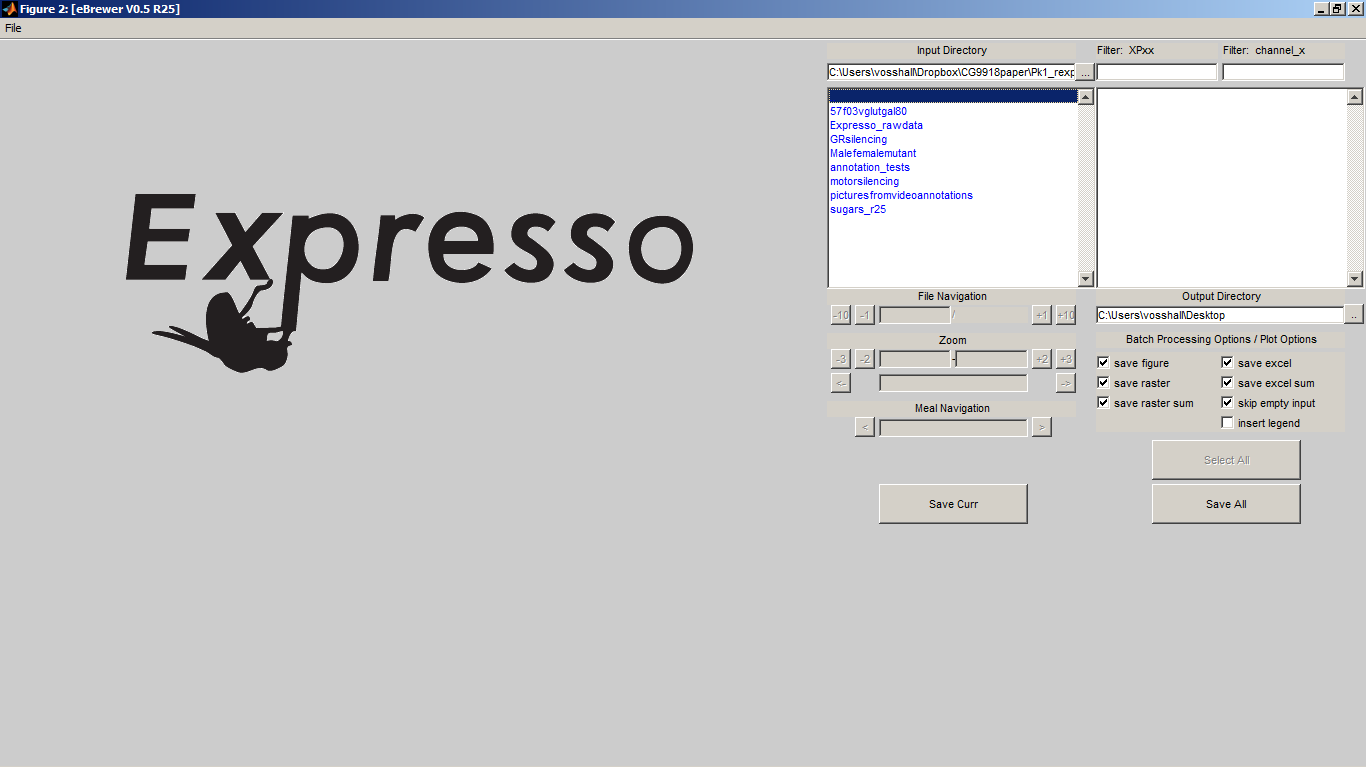 Figure 2: [eBrewer V0.5 R25]
File
Input Directory
Filter: XPxx
Filter: channel_x
C:\Users\vosshall\Dropbox\CG9918paper\Pk1_rexp
...
57f03vglutgal80
Expresso_rawdata
GRsilencing
Malefemalemutant
annotation_tests
motorsilencing
picturesfromvideoannotations
sugars_r25
Expresso
File Navigation
-10
-1
/
+1
+10
Zoom
-3
-2
-
+2
+3
<-
->
Meal Navigation
<
>
Save Curr
Output Directory
C:\Users\vosshall\Desktop
..
Batch Processing Options / Plot Options
save figure
save excel
save raster
save excel sum
save raster sum
skip empty input
insert legend
Select All
Save All